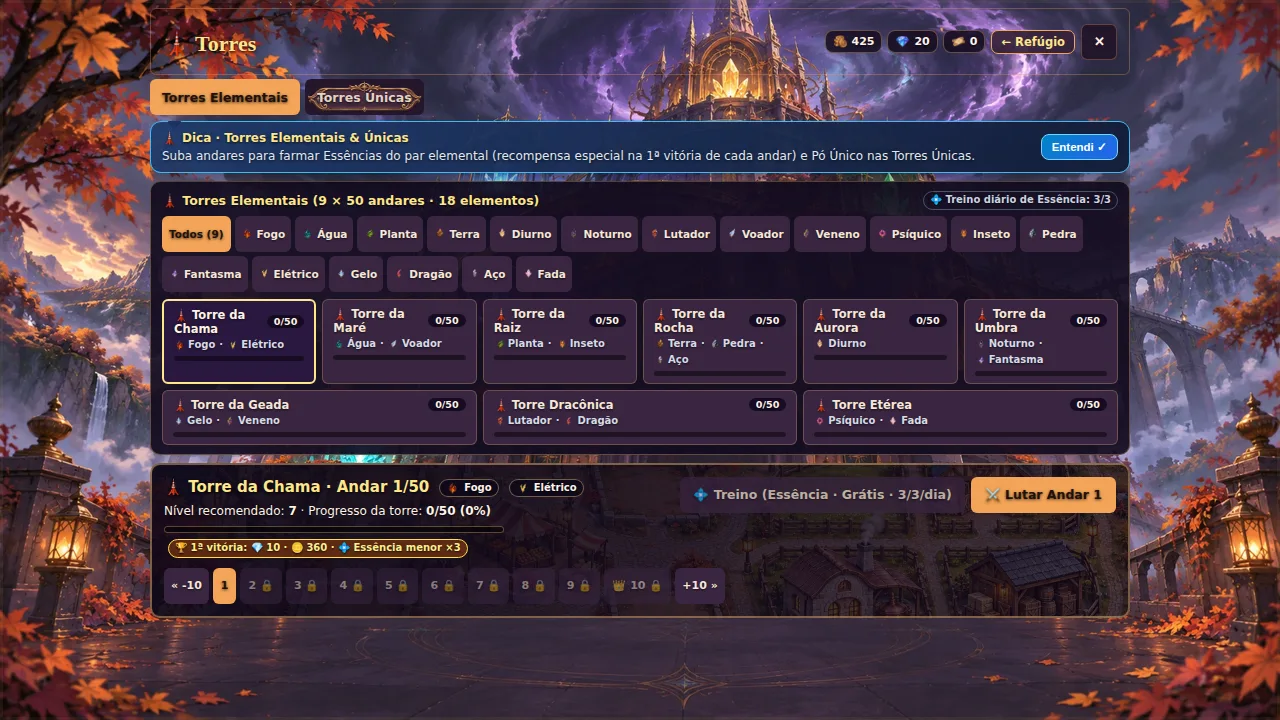 Torres
425
20
0
← Refúgio
✕
Torres Elementais
Torres Únicas
Dica · Torres Elementais & Únicas
Suba andares para farmar Essências do par elemental (recompensa especial na 1ª vitória de cada andar) e Pó Único nas Torres Únicas.
Entendi ✓
Torres Elementais (9 × 50 andares · 18 elementos)
Treino diário de Essência: 3/3
Todos (9)
Fogo
Água
Planta
Terra
Diurno
Noturno
Lutador
Voador
Veneno
Psíquico
Inseto
Pedra
Fantasma
Elétrico
Gelo
Dragão
Aço
Fada
Torre da
Chama
0/50
Fogo · Elétrico
Torre da
Maré
0/50
Água · Voador
Torre da
Raiz
0/50
Planta · Inseto
Torre da
Rocha
0/50
Terra · Pedra ·
Aço
Torre da
Aurora
0/50
Diurno
Torre da
Umbra
0/50
Noturno ·
Fantasma
Torre da Geada
0/50
Gelo · Veneno
Torre Dracônica
0/50
Lutador · Dragão
Torre Etérea
0/50
Psíquico · Fada
Torre da Chama · Andar 1/50
Fogo
Elétrico
Treino (Essência · Grátis · 3/3/dia)
Lutar Andar 1
Nível recomendado: 7 · Progresso da torre: 0/50 (0%)
1ª vitória: 10 · 360 · Essência menor ×3
« -10
1
2
3
4
5
6
7
8
9
10
+10 »